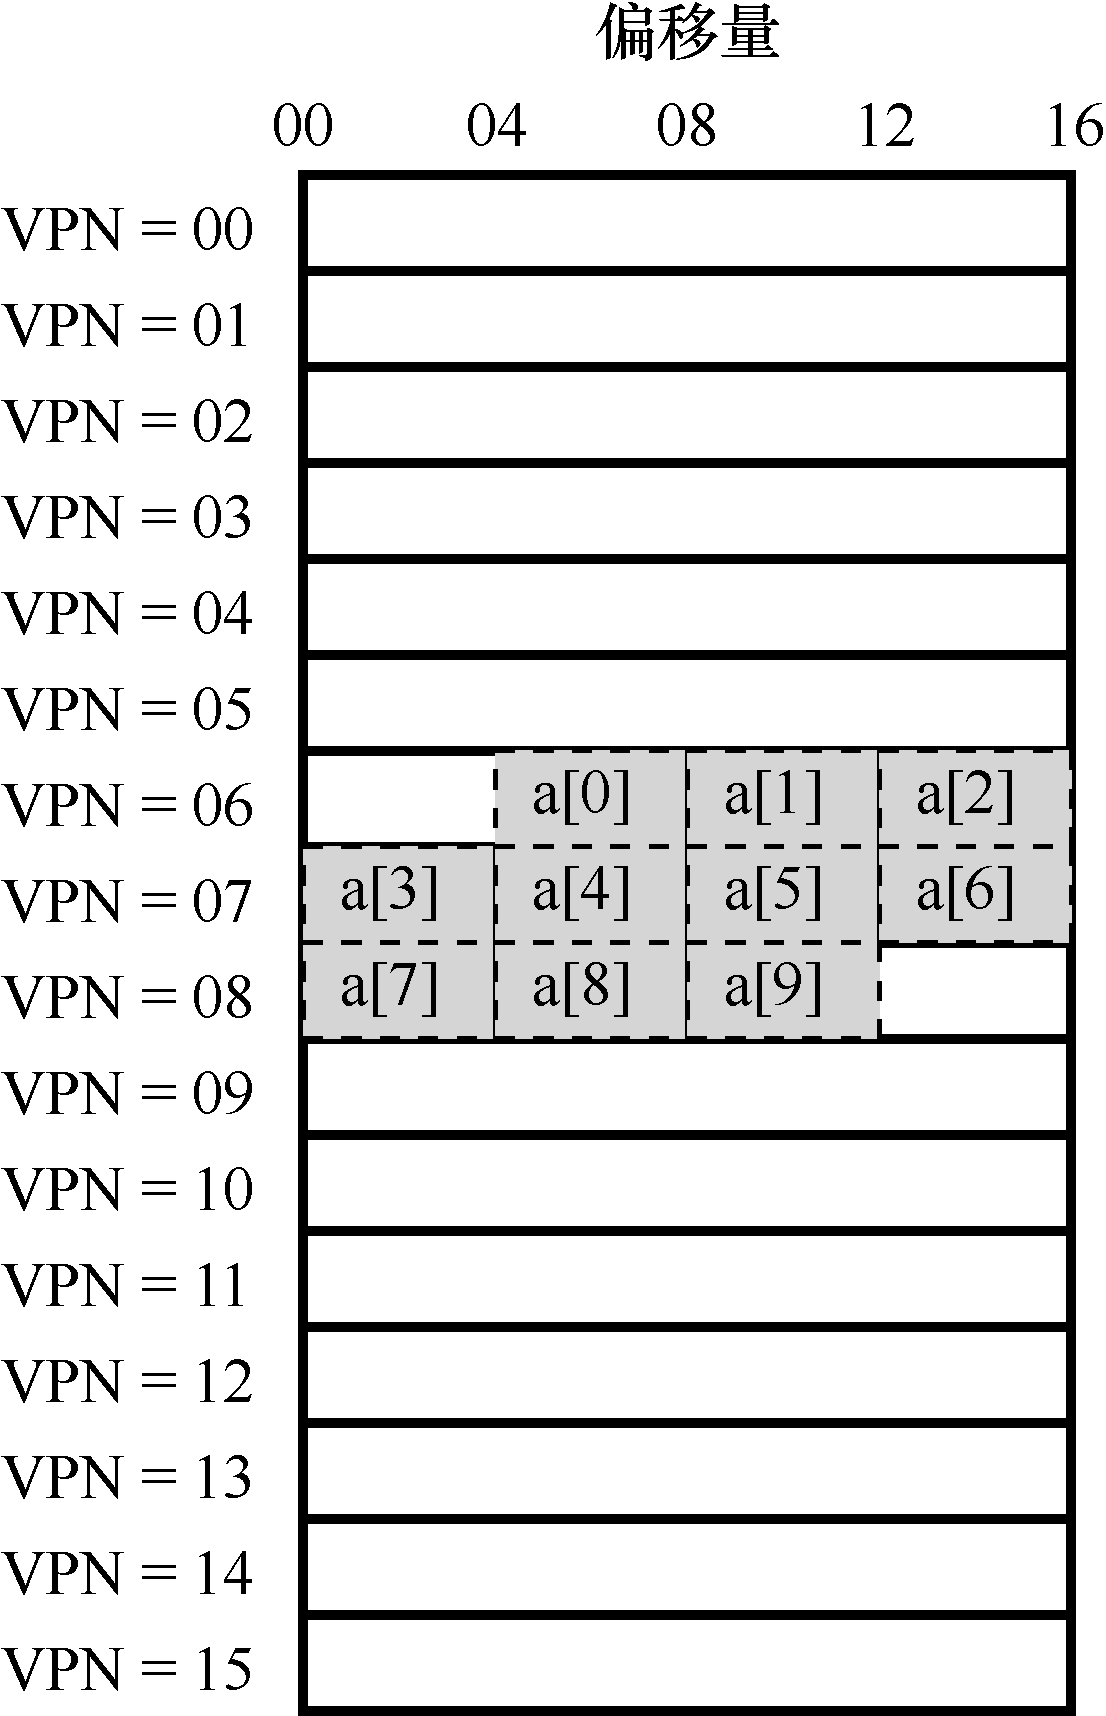 偏移量
00 04 08 12 16
VPN = 00
VPN = 01
VPN = 02
VPN = 03
VPN = 04
VPN = 05
VPN = 06 a[0] a[1] a[2]
VPN = 07 a[3] a[4] a[5] a[6]
VPN = 08 a[7] a[8] a[9]
VPN = 09
VPN = 10
VPN = 11
VPN = 12
VPN = 13
VPN = 14
VPN = 15